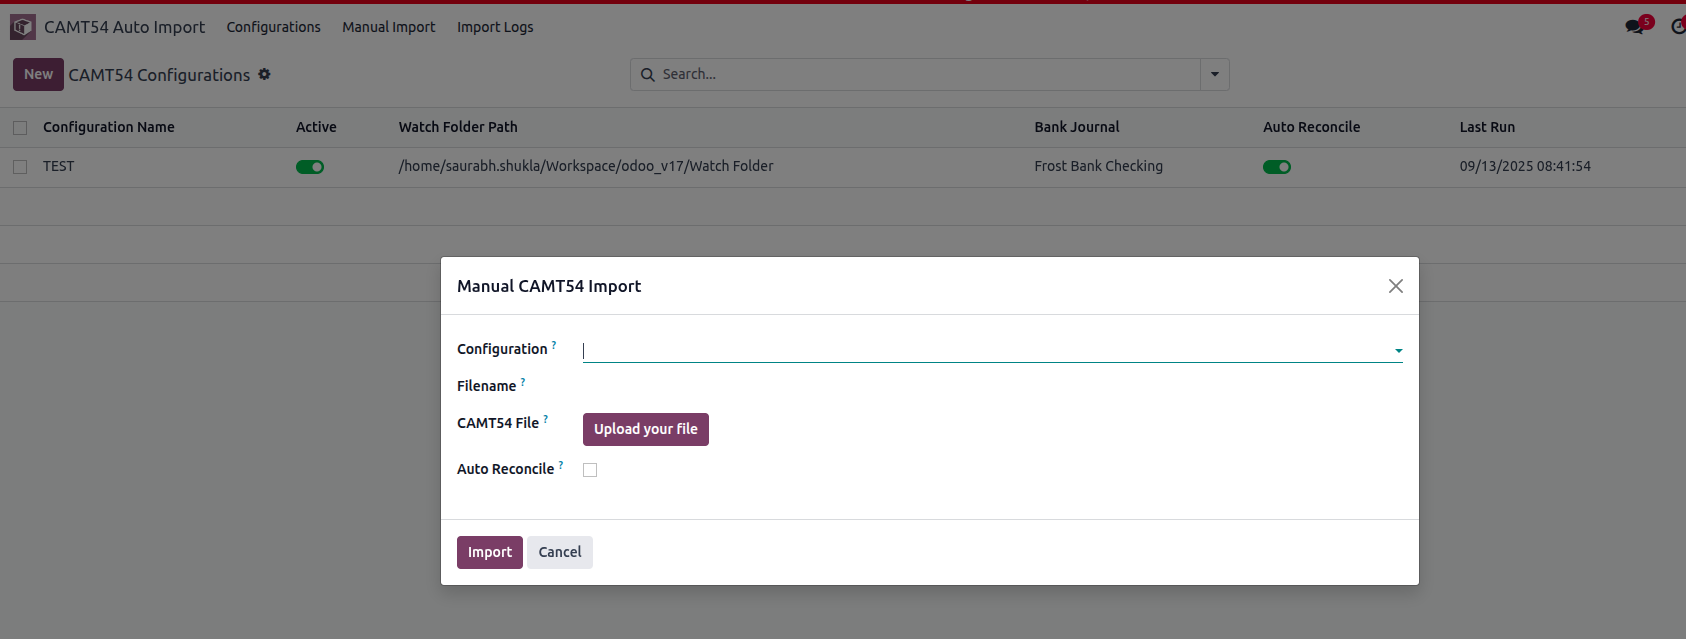 CAMT54 Auto Import Configurations Manual Import Import Logs 5
New CAMT54 Configurations Search...
Configuration Name Active Watch Folder Path Bank Journal Auto Reconcile Last Run
TEST /home/saurabh.shukla/Workspace/odoo_v17/Watch Folder Frost Bank Checking 09/13/2025 08:41:54
Manual CAMT54 Import
Configuration ?
Filename ?
CAMT54 File ? Upload your file
Auto Reconcile ?
Import Cancel